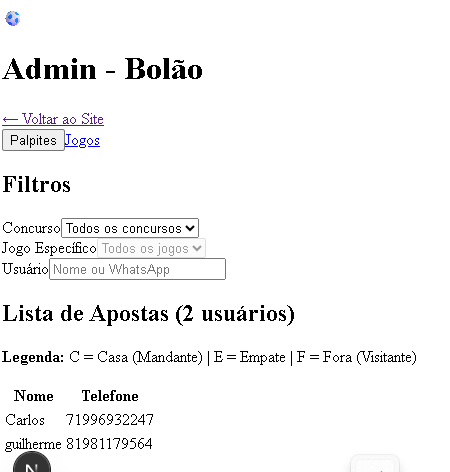 Admin - Bolão
← Voltar ao Site
Palpites Jogos
Filtros
Concurso Todos os concursos
Jogo Específico Todos os jogos
Usuário Nome ou WhatsApp
Lista de Apostas (2 usuários)
Legenda: C = Casa (Mandante) | E = Empate | F = Fora (Visitante)
Nome Telefone
Carlos 71996932247
guilherme 81981179564
N